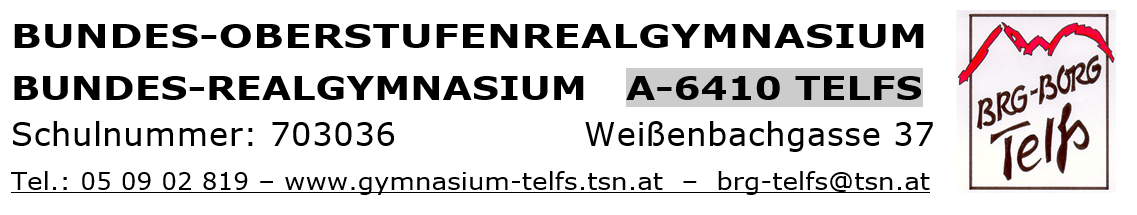 BUNDES-OBERSTUFENREALGYMNASIUM
BUNDES-REALGYMNASIUM A-6410 TELFS
Schulnummer: 703036 Weißenbachgasse 37
Tel.: 05 09 02 819 – www.gymnasium-telfs.tsn.at – brg-telfs@tsn.at
BRG-BORG
Telfs